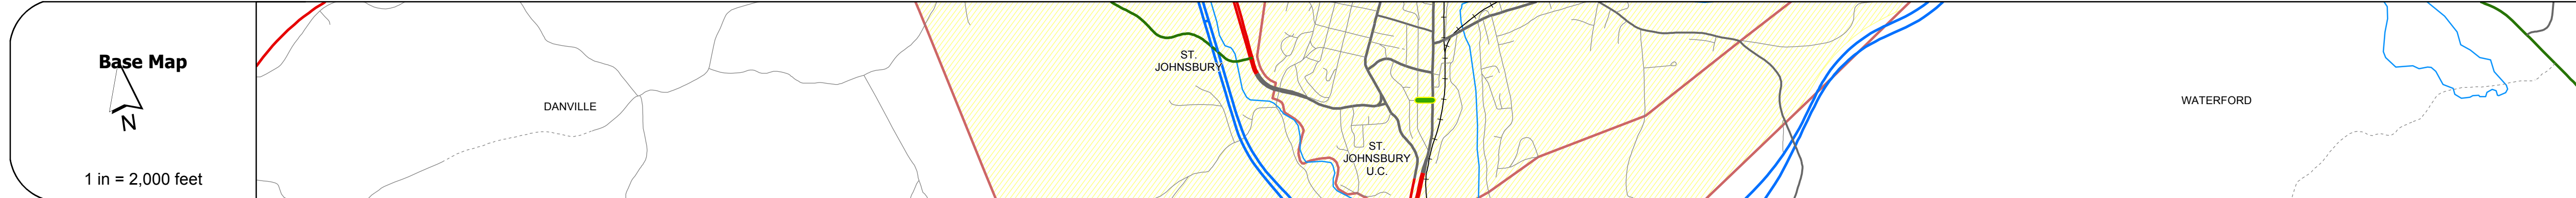 Base Map
N
1 in = 2,000 feet
DANVILLE
ST.
JOHNSBURY
ST.
JOHNSBURY
U.C.
WATERFORD